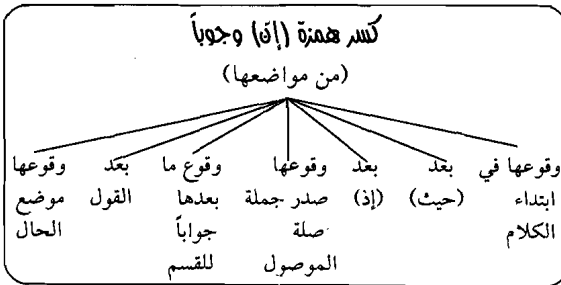 كسر همزة (إنّ) وجوباً
(من مواضعها)
وقوعها في بعد بعد وقوعها وقوع ما بعد وقوعها
ابتداء (حيث) (إذ) صدر جملة بعدها القول موضع
الكلام صلة جواباً الحال
الموصول للقسم